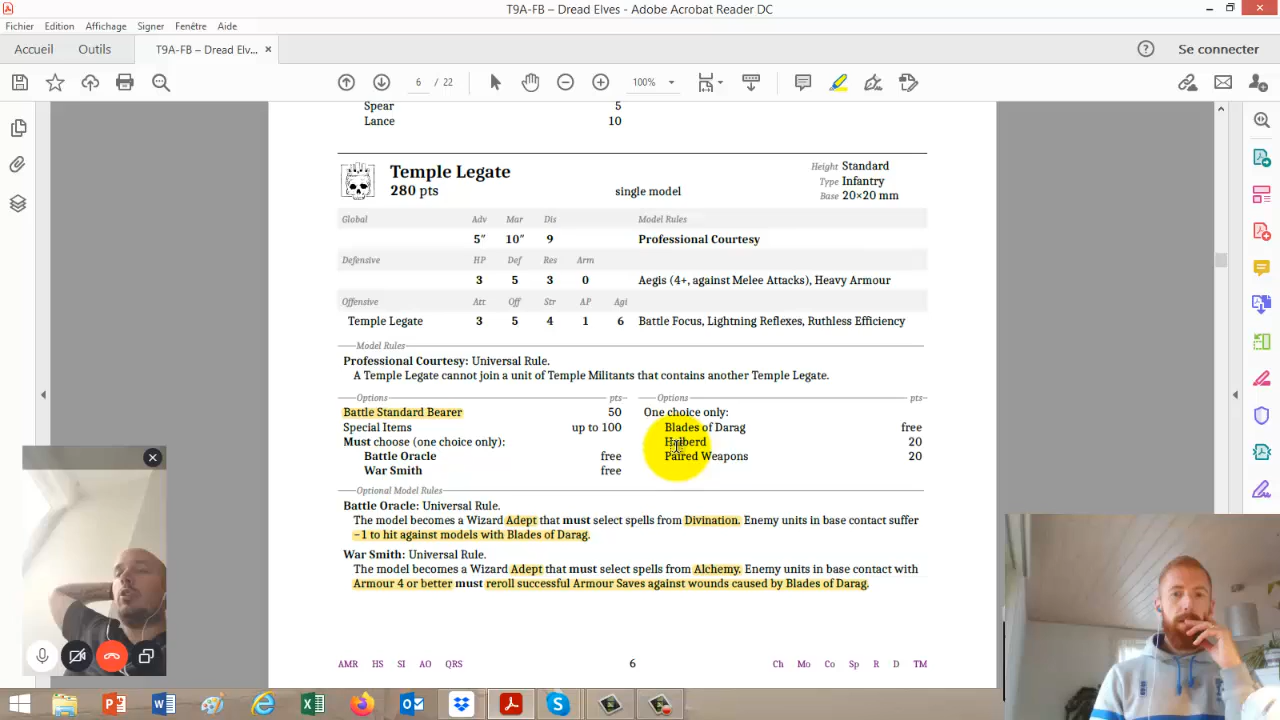 T9A-FB – Dread Elves - Adobe Acrobat Reader DC
Fichier Edition Affichage Signer Fenêtre Aide
Accueil Outils T9A-FB – Dread Elv... × Se connecter
6 / 22 100%
Spear 5
Lance 10
Temple Legate
280 pts single model
Height Standard
Type Infantry
Base 20×20 mm
Global Adv Mar Dis Model Rules
5″ 10″ 9 Professional Courtesy
Defensive HP Def Res Arm
3 5 3 0 Aegis (4+, against Melee Attacks), Heavy Armour
Offensive Att Off Str AP Agi
Temple Legate 3 5 4 1 6 Battle Focus, Lightning Reflexes, Ruthless Efficiency
Model Rules
Professional Courtesy: Universal Rule.
A Temple Legate cannot join a unit of Temple Militants that contains another Temple Legate.
Options pts
Battle Standard Bearer 50
Special Items up to 100
Must choose (one choice only):
Battle Oracle free
War Smith free
Options pts
One choice only:
Blades of Darag free
Halberd 20
Paired Weapons 20
Optional Model Rules
Battle Oracle: Universal Rule.
The model becomes a Wizard Adept that must select spells from Divination. Enemy units in base contact suffer
−1 to hit against models with Blades of Darag.
War Smith: Universal Rule.
The model becomes a Wizard Adept that must select spells from Alchemy. Enemy units in base contact with
Armour 4 or better must reroll successful Armour Saves against wounds caused by Blades of Darag.
AMR HS SI AO QRS 6 Ch Mo Co Sp R D TM